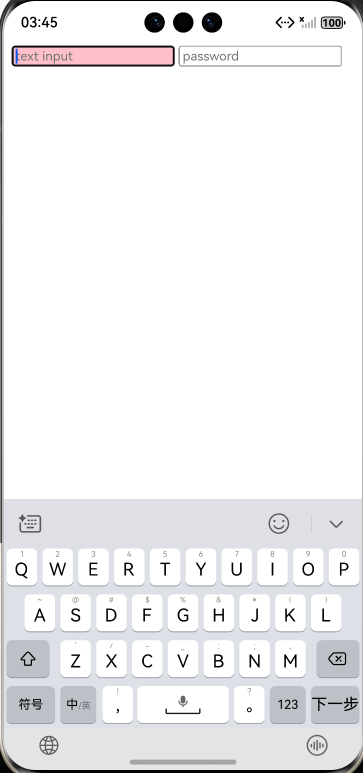 03:45 100
text input password
1 2 3 4 5 6 7 8 9 0
Q W E R T Y U I O P
~ @ # $ % & * ( )
A S D F G H J K L
' / - _ : ; .
Z X C V B N M
! ?
符号 中/英 , 。 123 下一步